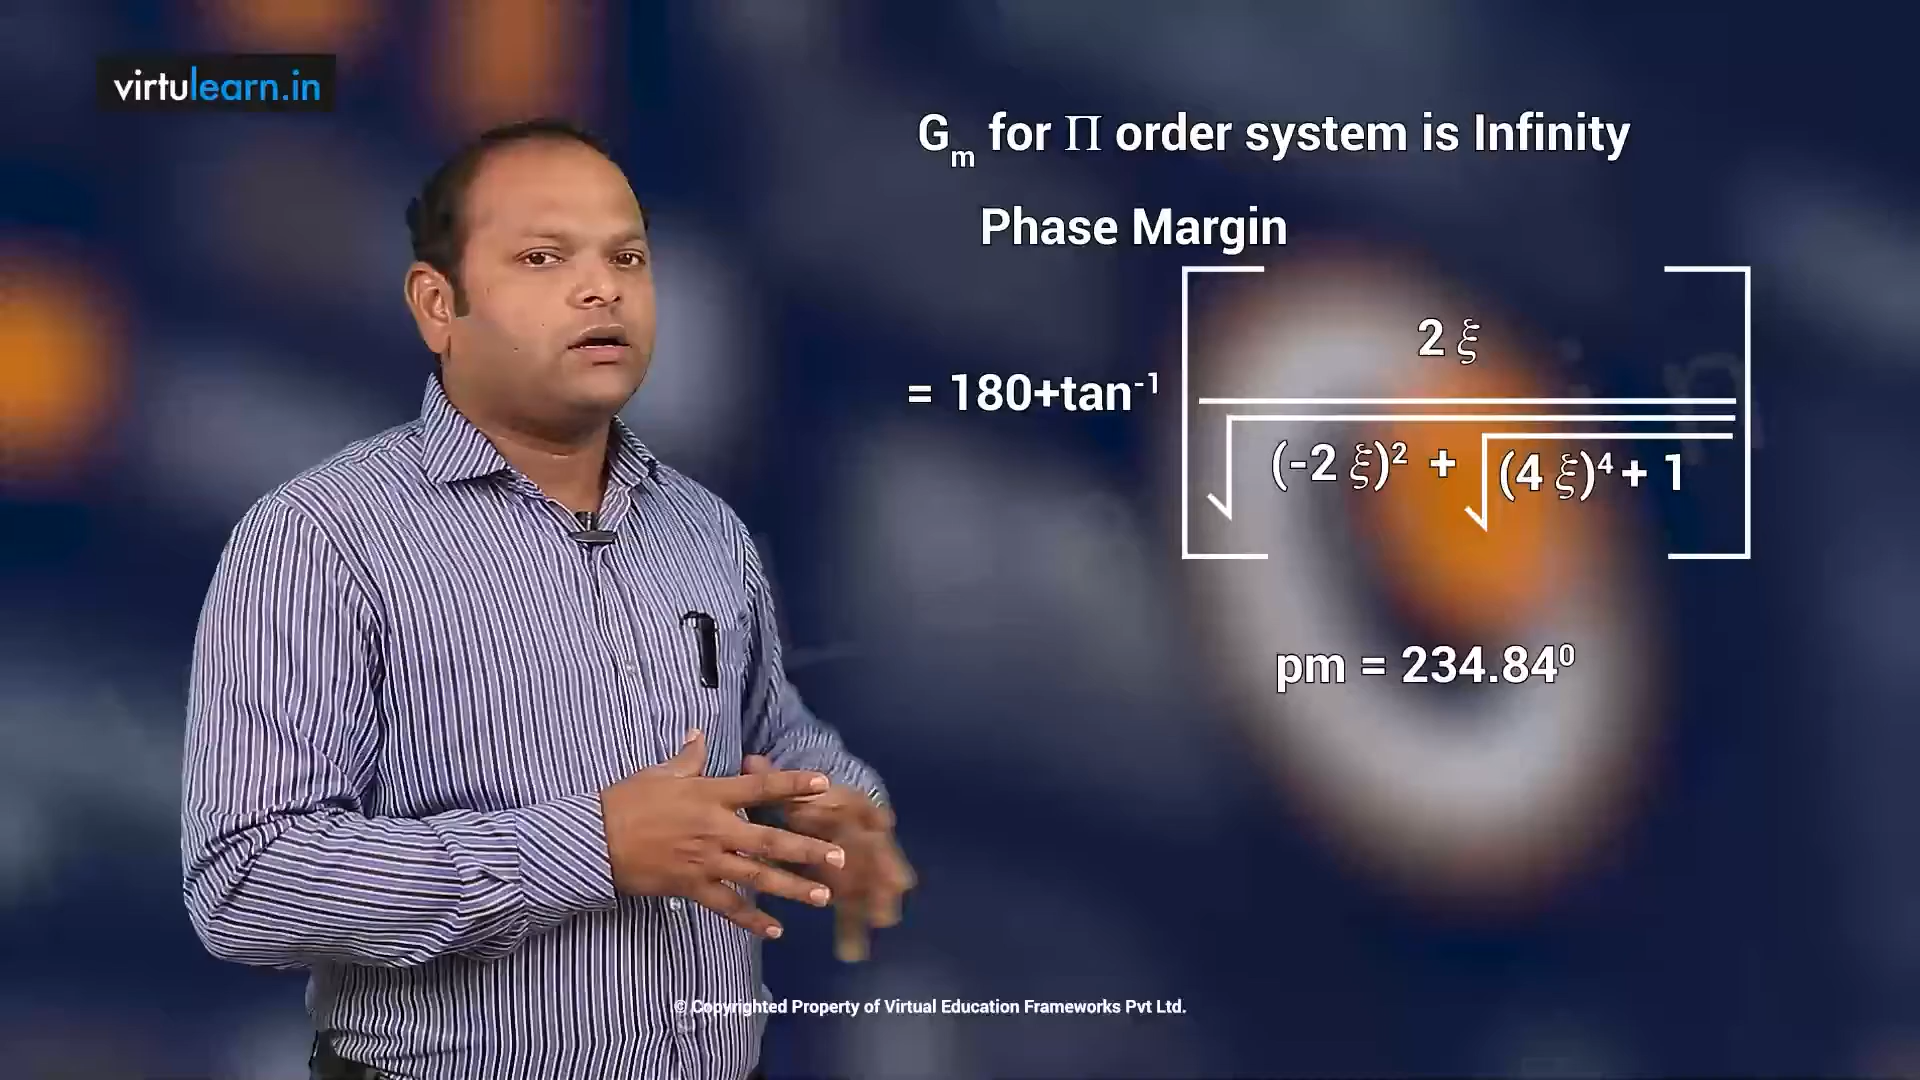 virtulearn.in
Gm for Π order system is Infinity
Phase Margin
= 180+tan⁻¹ [ 2 ξ / √( (-2 ξ)² + √( (4 ξ)⁴ + 1 ) ) ]
pm = 234.84⁰
© Copyrighted Property of Virtual Education Frameworks Pvt Ltd.